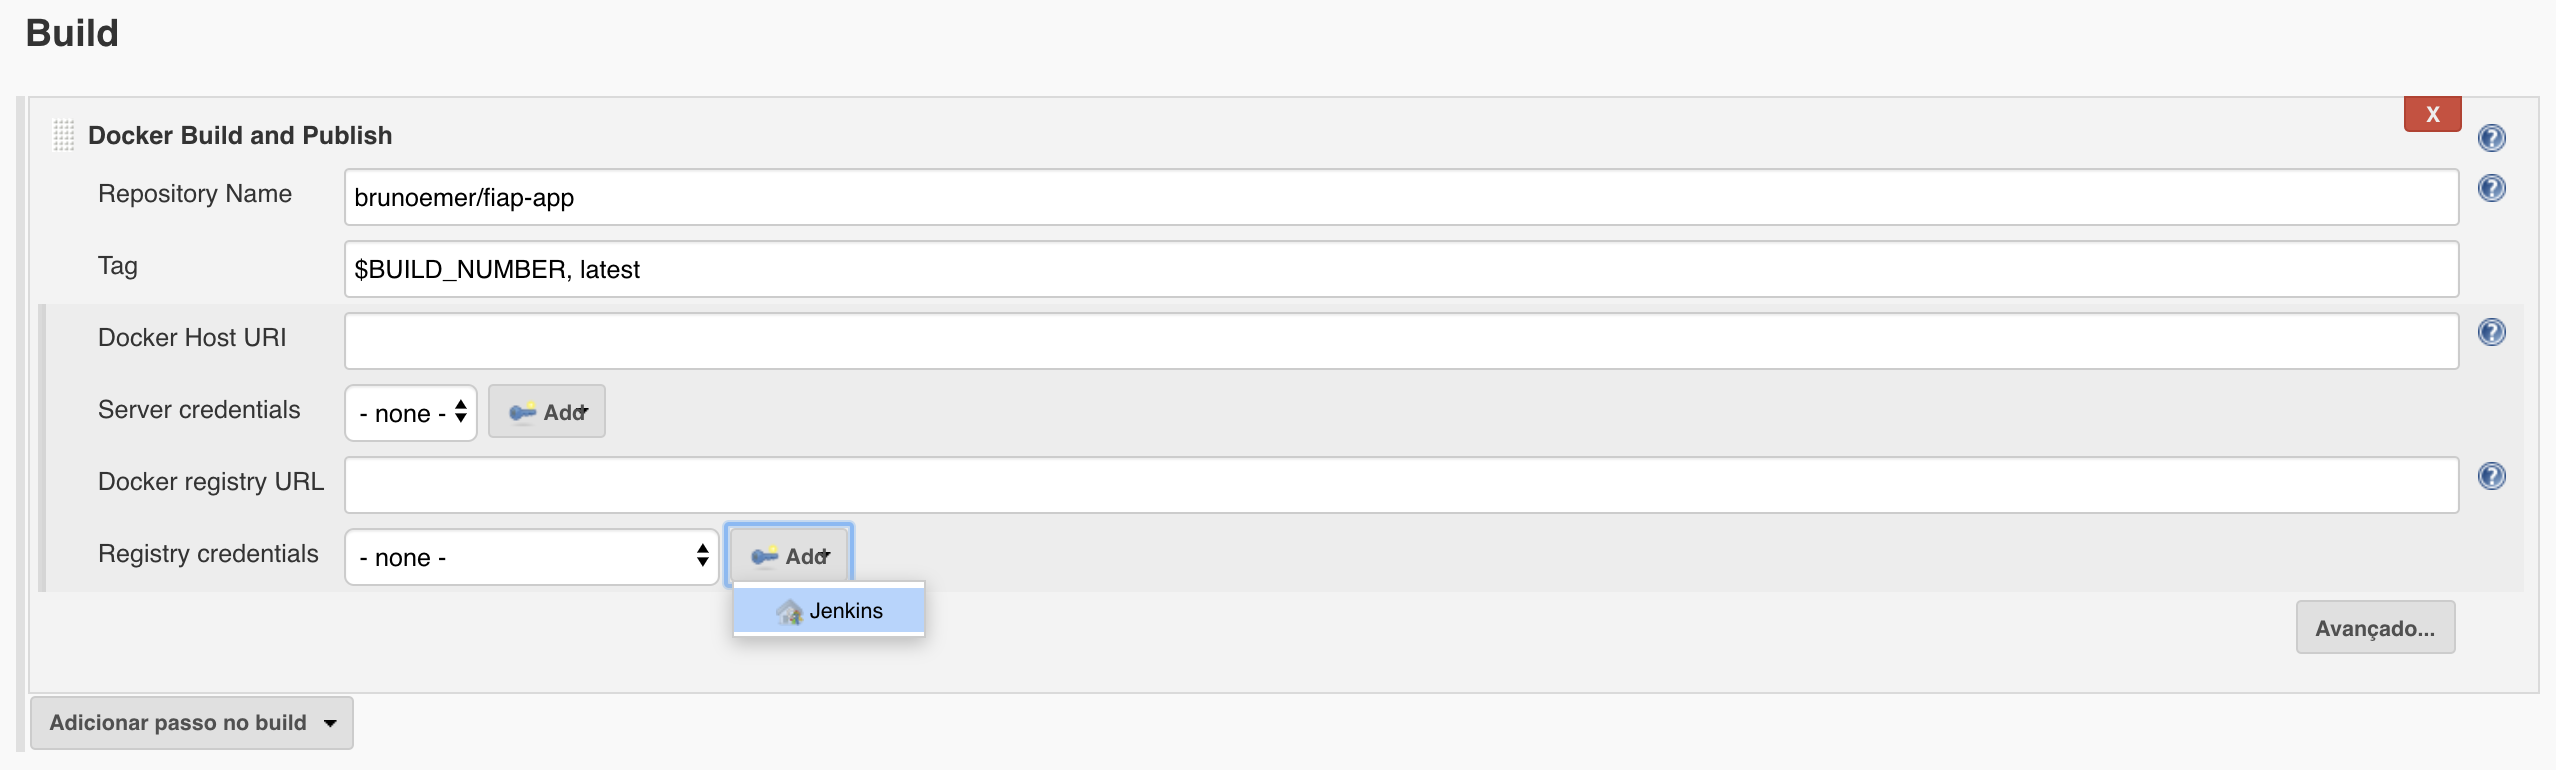 Build
X
Docker Build and Publish
Repository Name
brunoemer/fiap-app
Tag
$BUILD_NUMBER, latest
Docker Host URI
Server credentials
- none -
Add
Docker registry URL
Registry credentials
- none -
Add
Jenkins
Avançado...
Adicionar passo no build